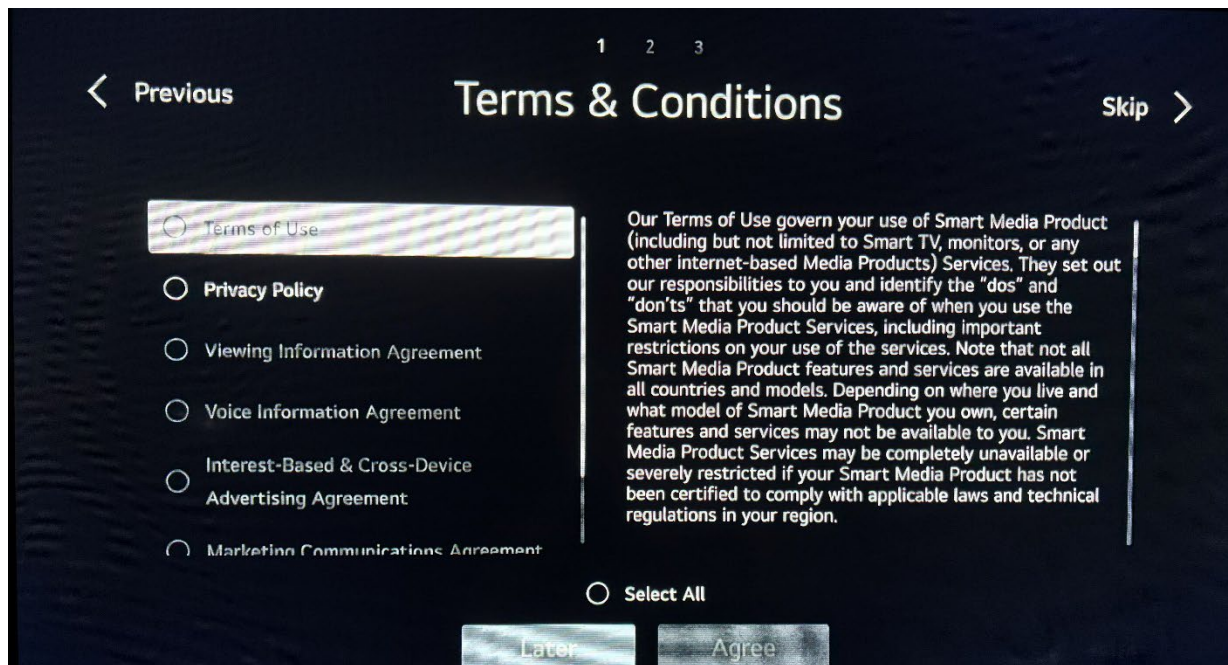 1 2 3
Previous
Terms & Conditions
Skip
Terms of Use
Privacy Policy
Viewing Information Agreement
Voice Information Agreement
Interest-Based & Cross-Device
Advertising Agreement
Marketing Communications Agreement
Our Terms of Use govern your use of Smart Media Product
(including but not limited to Smart TV, monitors, or any
other internet-based Media Products) Services. They set out
our responsibilities to you and identify the "dos" and
"don'ts" that you should be aware of when you use the
Smart Media Product Services, including important
restrictions on your use of the services. Note that not all
Smart Media Product features and services are available in
all countries and models. Depending on where you live and
what model of Smart Media Product you own, certain
features and services may not be available to you. Smart
Media Product Services may be completely unavailable or
severely restricted if your Smart Media Product has not
been certified to comply with applicable laws and technical
regulations in your region.
Select All
Later
Agree